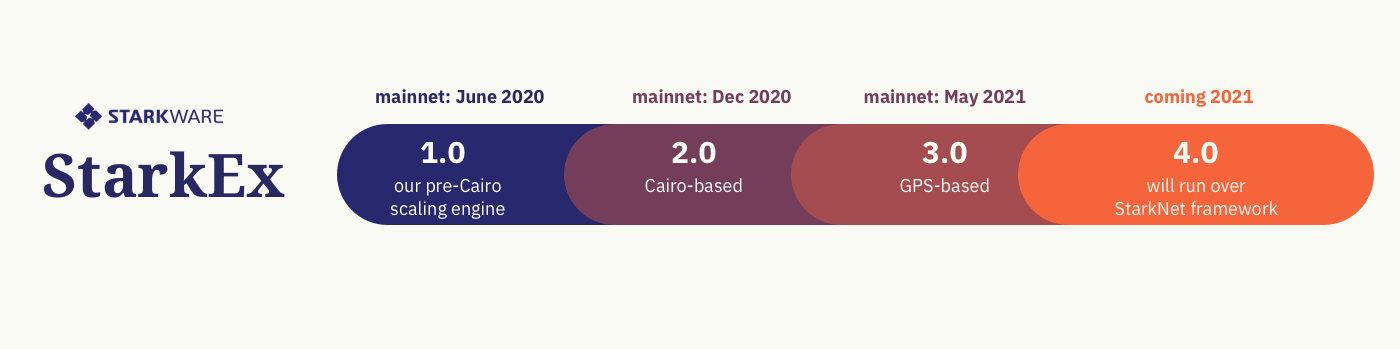 STARKWARE
StarkEx
mainnet: June 2020
1.0
our pre-Cairo
scaling engine
mainnet: Dec 2020
2.0
Cairo-based
mainnet: May 2021
3.0
GPS-based
coming 2021
4.0
will run over
StarkNet framework